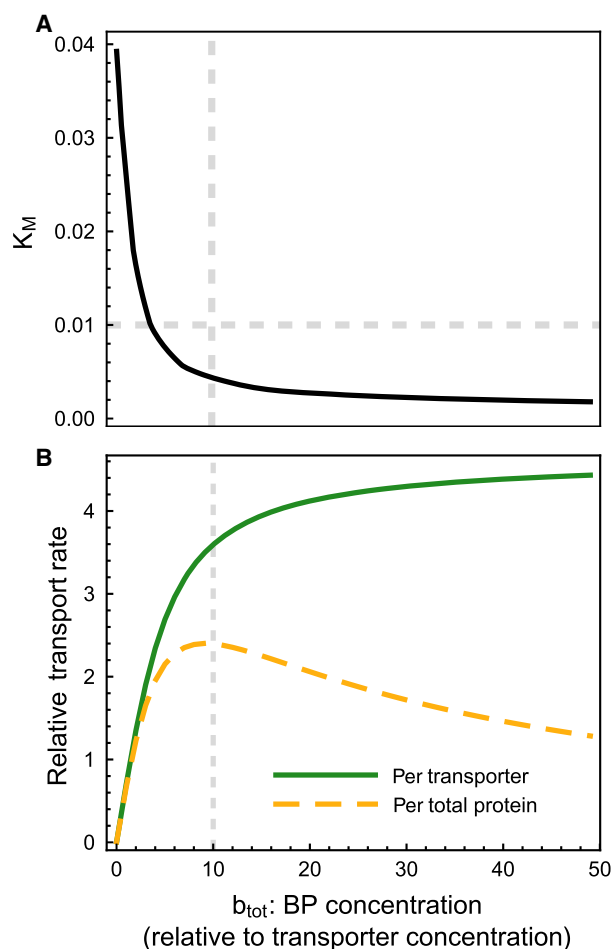 A
0.04
0.03
0.02
0.01
0.00
K_M
B
4
3
2
1
0
Relative transport rate
Per transporter
Per total protein
0 10 20 30 40 50
b_tot: BP concentration
(relative to transporter concentration)